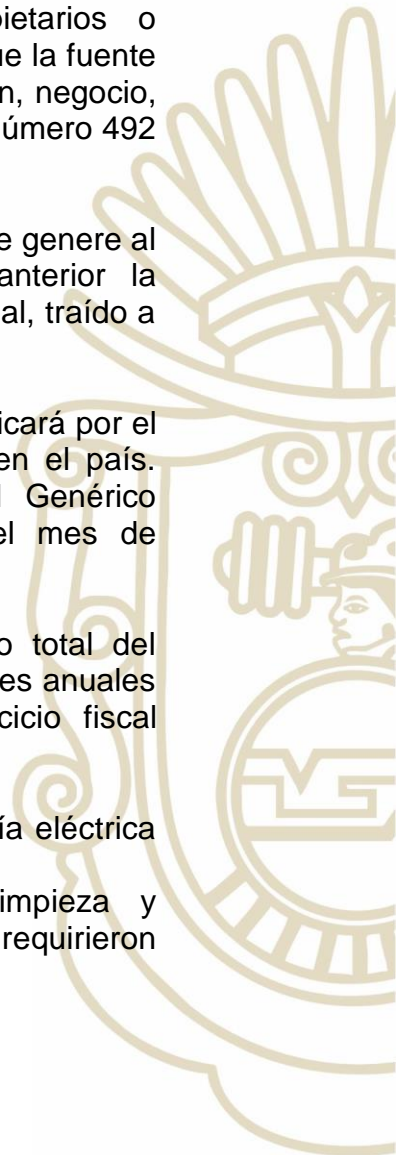 pietarios o
ue la fuente
n, negocio,
úmero 492
e genere al
anterior la
al, traído a
icará por el
en el país.
l Genérico
el mes de
o total del
es anuales
cicio fiscal
ía eléctrica
impieza y
requirieron